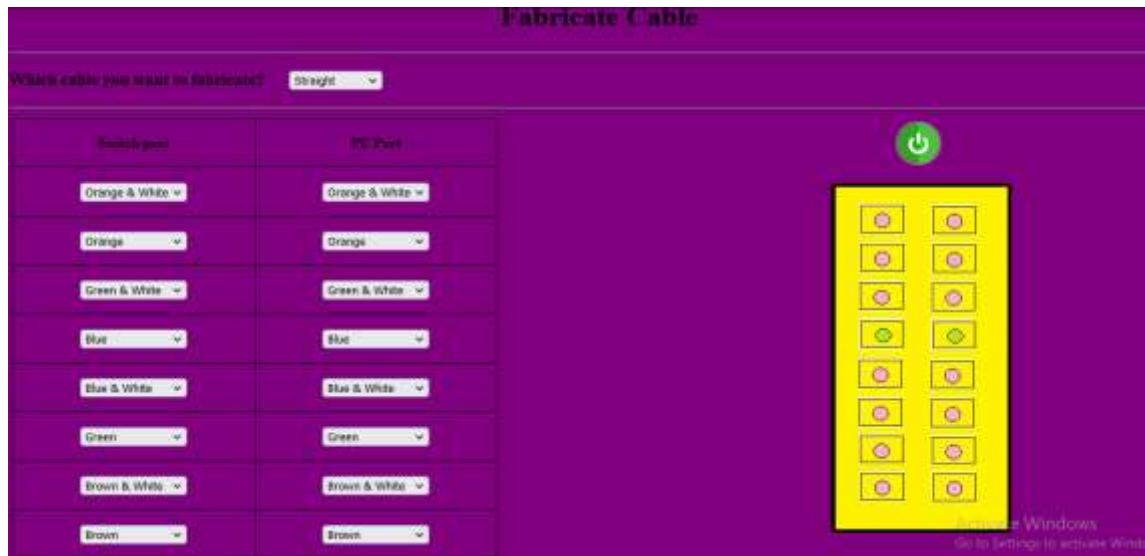 Fabricate Cable
Which cable you want to fabricate? Straight
Switch port PC Port
Orange & White Orange & White
Orange Orange
Green & White Green & White
Blue Blue
Blue & White Blue & White
Green Green
Brown & White Brown & White
Brown Brown
Activate Windows
Go to Settings to activate Wind